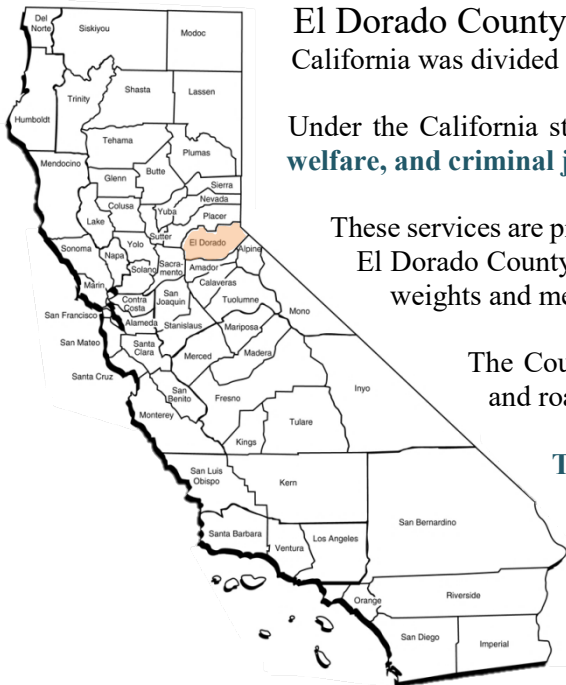 El Dorado County
California was divided
Under the California st
welfare, and criminal j
These services are pr
El Dorado County
weights and me
The Cou
and roa
T
Del
Norte
Siskiyou
Modoc
Humboldt
Trinity
Shasta
Lassen
Tehama
Plumas
Mendocino
Glenn
Butte
Sierra
Colusa
Nevada
Yuba
Placer
Lake
Sutter
Sonoma
Yolo
Napa
El Dorado
Alpine
Solano
Sacra-
mento
Amador
Calaveras
Marin
Contra
Costa
San
Joaquin
Tuolumne
Mono
San Francisco
Alameda
Stanislaus
Mariposa
San Mateo
Santa
Clara
Merced
Madera
Santa Cruz
San
Benito
Fresno
Inyo
Monterey
Tulare
Kings
San Luis
Obispo
Kern
San Bernardino
Santa Barbara
Ventura
Los Angeles
Orange
Riverside
San Diego
Imperial